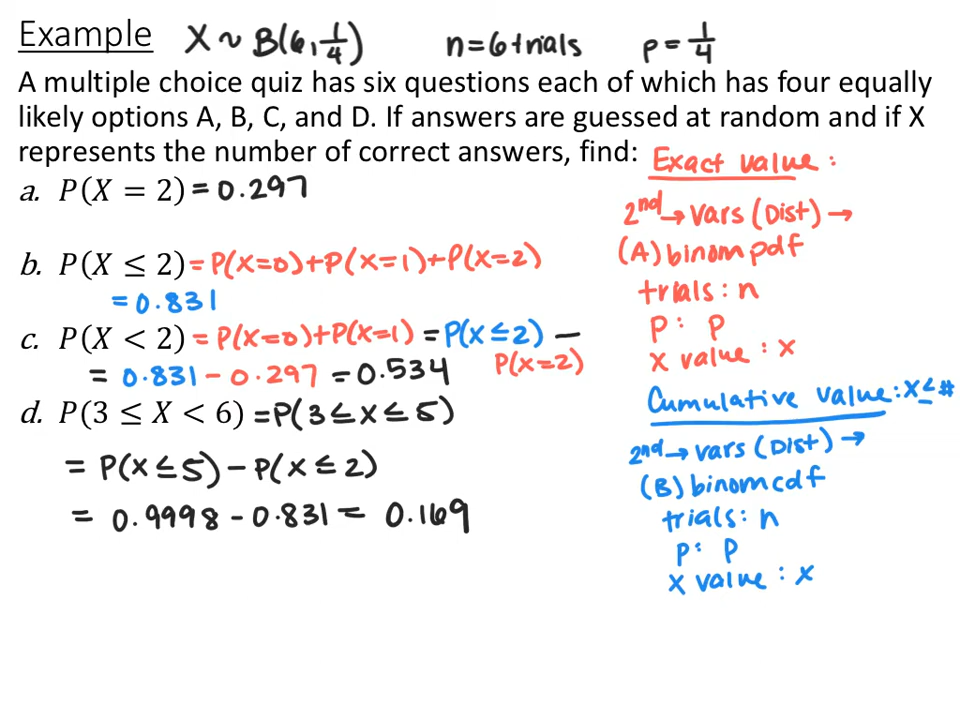 Example X ~ B(6, 1/4) n=6 trials p = 1/4
A multiple choice quiz has six questions each of which has four equally
likely options A, B, C, and D. If answers are guessed at random and if X
represents the number of correct answers, find:
a. P(X = 2) = 0.297
b. P(X ≤ 2) = P(X=0)+P(X=1)+P(X=2)
= 0.831
c. P(X < 2) = P(X=0)+P(X=1) = P(X≤2) −
P(X=2)
= 0.831 - 0.297 = 0.534
d. P(3 ≤ X < 6) = P(3≤X≤5)
= P(X≤5) − P(X≤2)
= 0.9998 - 0.831 = 0.169
Exact value:
2nd → vars (Dist) →
(A) binompdf
trials: n
P: P
x value: x
Cumulative value: X≤#
2nd → vars (Dist) →
(B) binomcdf
trials: n
P: P
x value: x